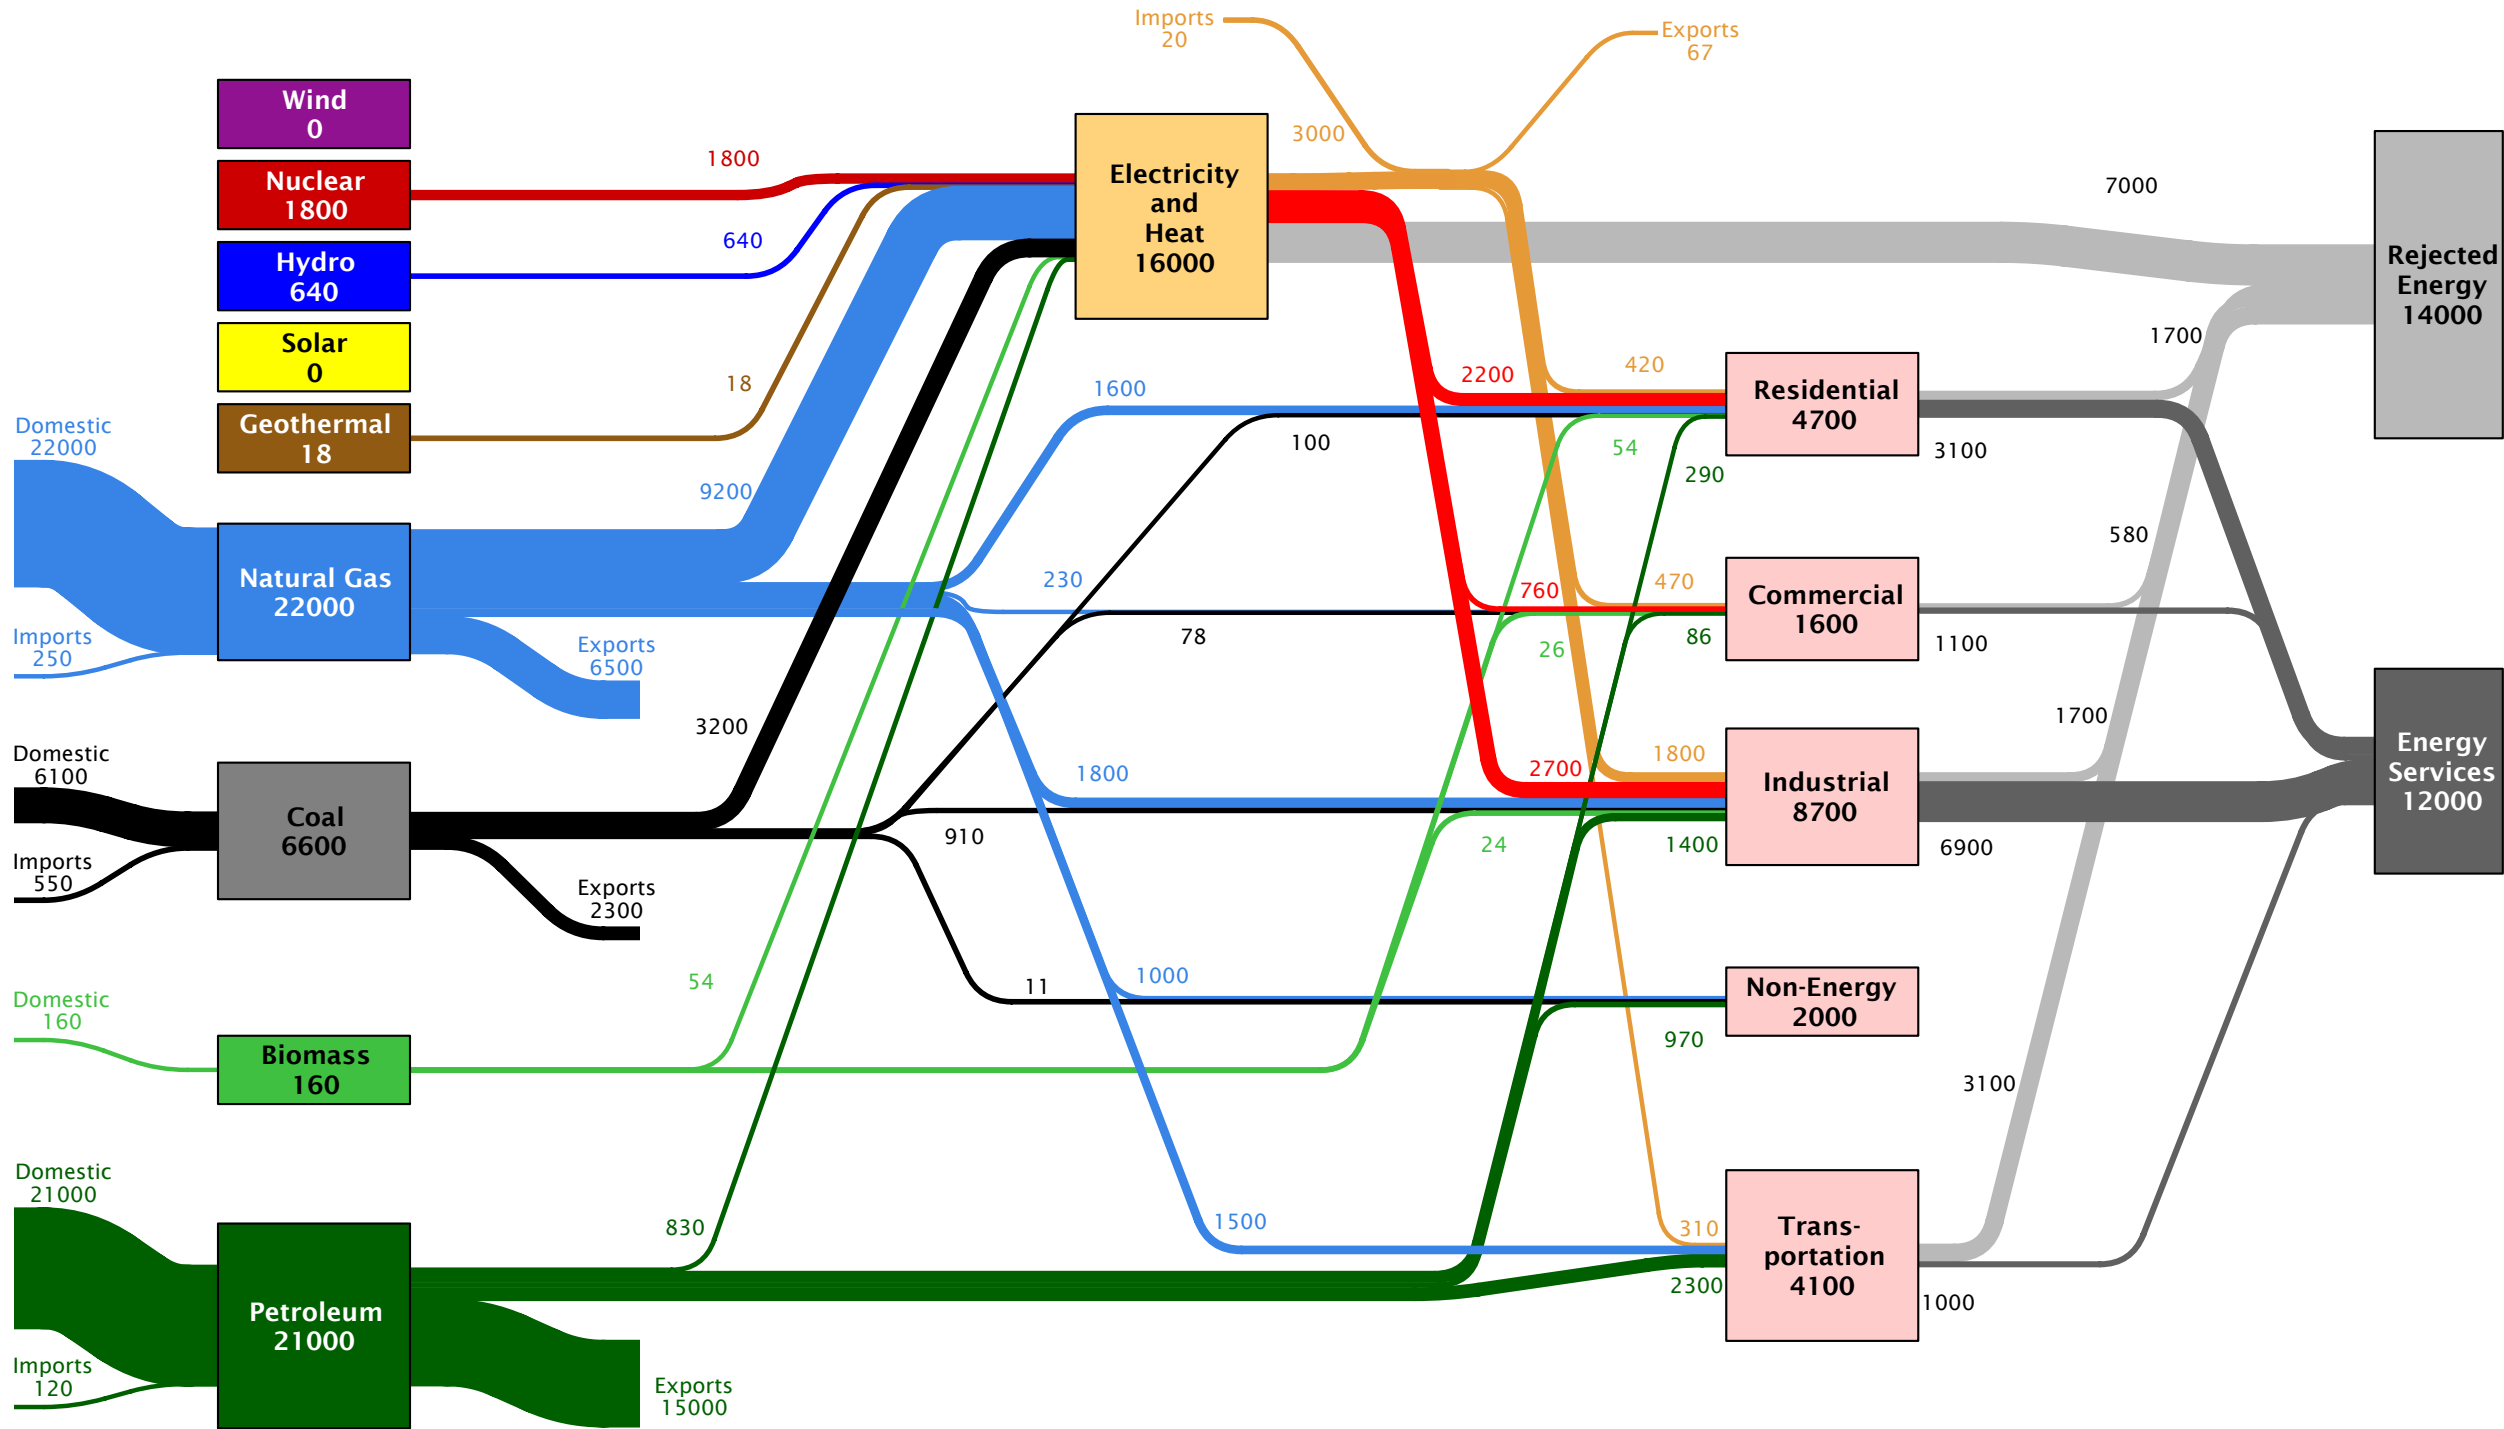 Imports
20
Exports
67
Wind
0
Nuclear
1800
Hydro
640
Solar
0
Geothermal
18
1800
640
18
Electricity
and
Heat
16000
3000
7000
Rejected
Energy
14000
Domestic
22000
Natural Gas
22000
Imports
250
Exports
6500
9200
1600
230
100
78
2200
420
54
290
Residential
4700
1700
3100
760
470
26
86
Commercial
1600
580
1100
Domestic
6100
Coal
6600
Imports
550
Exports
2300
3200
910
11
1800
2700
1800
24
1400
Industrial
8700
1700
6900
Energy
Services
12000
Domestic
160
Biomass
160
54
1000
970
Non-Energy
2000
Domestic
21000
Petroleum
21000
Imports
120
Exports
15000
830
1500
310
2300
Trans-
portation
4100
3100
1000